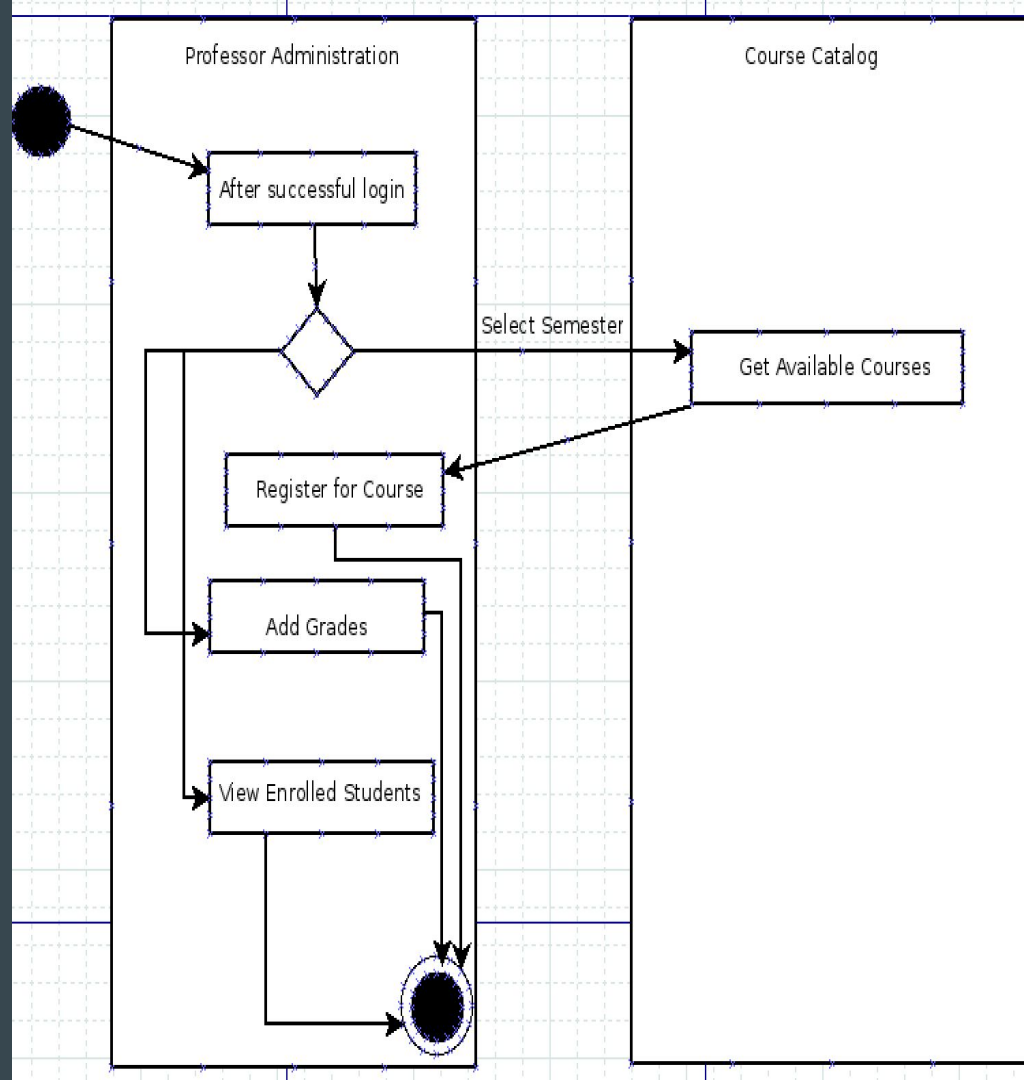 Professor Administration
Course Catalog
After successful login
Select Semester
Get Available Courses
Register for Course
Add Grades
View Enrolled Students